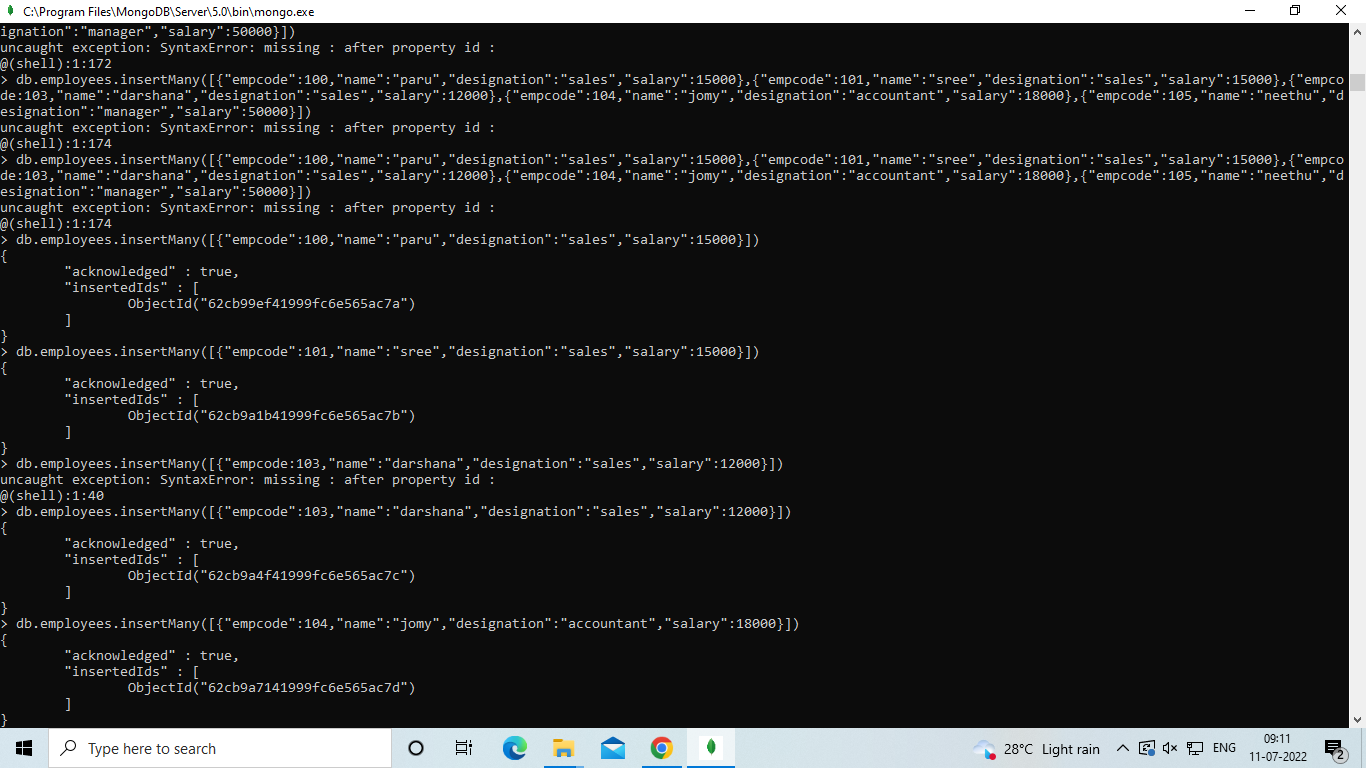 C:\Program Files\MongoDB\Server\5.0\bin\mongo.exe
ignation":"manager","salary":50000}])
uncaught exception: SyntaxError: missing : after property id :
@(shell):1:172
> db.employees.insertMany([{"empcode":100,"name":"paru","designation":"sales","salary":15000},{"empcode":101,"name":"sree","designation":"sales","salary":15000},{"empco
de:103,"name":"darshana","designation":"sales","salary":12000},{"empcode":104,"name":"jomy","designation":"accountant","salary":18000},{"empcode":105,"name":"neethu","d
esignation":"manager","salary":50000}])
uncaught exception: SyntaxError: missing : after property id :
@(shell):1:174
> db.employees.insertMany([{"empcode":100,"name":"paru","designation":"sales","salary":15000},{"empcode":101,"name":"sree","designation":"sales","salary":15000},{"empco
de:103,"name":"darshana","designation":"sales","salary":12000},{"empcode":104,"name":"jomy","designation":"accountant","salary":18000},{"empcode":105,"name":"neethu","d
esignation":"manager","salary":50000}])
uncaught exception: SyntaxError: missing : after property id :
@(shell):1:174
> db.employees.insertMany([{"empcode":100,"name":"paru","designation":"sales","salary":15000}])
{
        "acknowledged" : true,
        "insertedIds" : [
                ObjectId("62cb99ef41999fc6e565ac7a")
        ]
}
> db.employees.insertMany([{"empcode":101,"name":"sree","designation":"sales","salary":15000}])
{
        "acknowledged" : true,
        "insertedIds" : [
                ObjectId("62cb9a1b41999fc6e565ac7b")
        ]
}
> db.employees.insertMany([{"empcode:103,"name":"darshana","designation":"sales","salary":12000}])
uncaught exception: SyntaxError: missing : after property id :
@(shell):1:40
> db.employees.insertMany([{"empcode":103,"name":"darshana","designation":"sales","salary":12000}])
{
        "acknowledged" : true,
        "insertedIds" : [
                ObjectId("62cb9a4f41999fc6e565ac7c")
        ]
}
> db.employees.insertMany([{"empcode":104,"name":"jomy","designation":"accountant","salary":18000}])
{
        "acknowledged" : true,
        "insertedIds" : [
                ObjectId("62cb9a7141999fc6e565ac7d")
        ]
}
Type here to search
28°C Light rain
ENG
09:11
11-07-2022
2